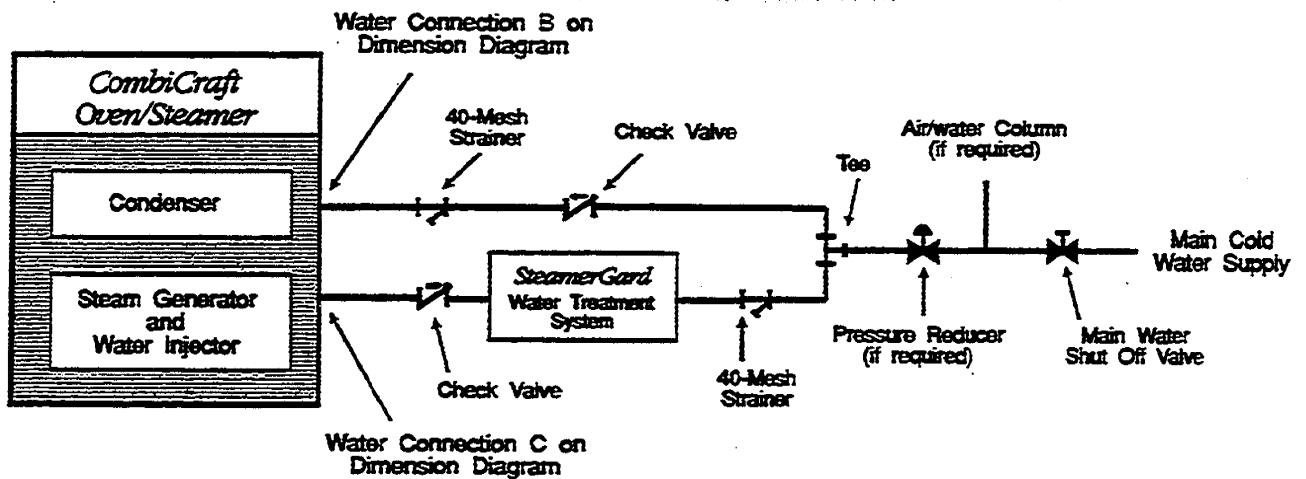 Water Connection B on
Dimension Diagram
CombiCraft
Oven/Steamer
40-Mesh
Strainer
Check Valve
Air/water Column
(if required)
Tee
Condenser
Main Cold
Water Supply
SteamerGard
Water Treatment
System
Steam Generator
and
Water Injector
Pressure Reducer
(if required)
Main Water
Shut Off Valve
Check Valve
40-Mesh
Strainer
Water Connection C on
Dimension Diagram